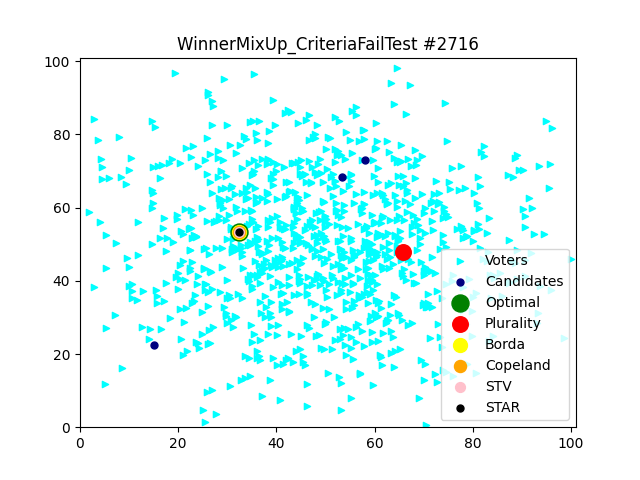 WinnerMixUp_CriteriaFailTest #2716
100
80
60
40
20
0
0 20 40 60 80 100
Voters
Candidates
Optimal
Plurality
Borda
Copeland
STV
STAR